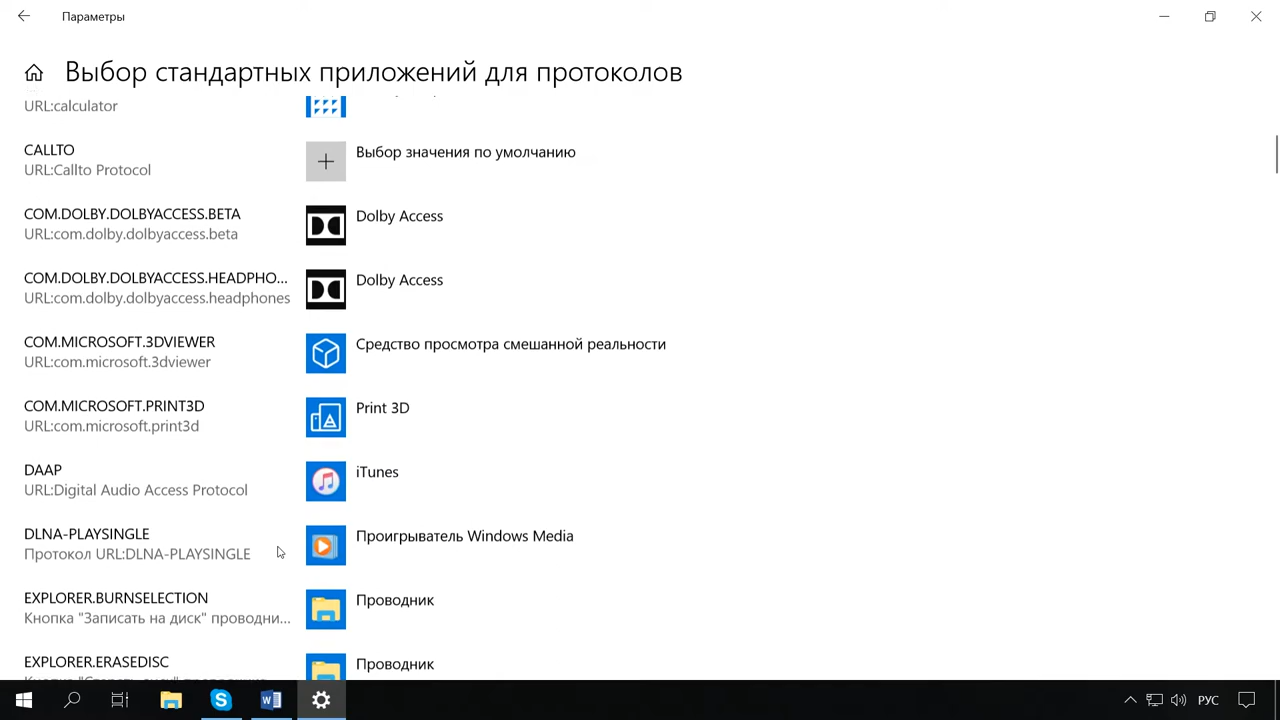 Параметры
Выбор стандартных приложений для протоколов
URL:calculator
CALLTO
URL:Callto Protocol
Выбор значения по умолчанию
COM.DOLBY.DOLBYACCESS.BETA
URL:com.dolby.dolbyaccess.beta
Dolby Access
COM.DOLBY.DOLBYACCESS.HEADPHO...
URL:com.dolby.dolbyaccess.headphones
Dolby Access
COM.MICROSOFT.3DVIEWER
URL:com.microsoft.3dviewer
Средство просмотра смешанной реальности
COM.MICROSOFT.PRINT3D
URL:com.microsoft.print3d
Print 3D
DAAP
URL:Digital Audio Access Protocol
iTunes
DLNA-PLAYSINGLE
Протокол URL:DLNA-PLAYSINGLE
Проигрыватель Windows Media
EXPLORER.BURNSELECTION
Кнопка "Записать на диск" проводни...
Проводник
EXPLORER.ERASEDISC
Проводник
РУС